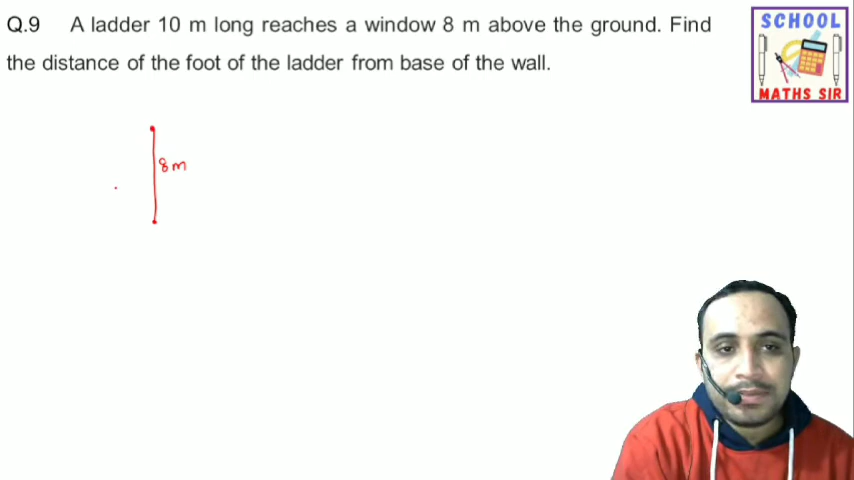 Q.9 A ladder 10 m long reaches a window 8 m above the ground. Find
the distance of the foot of the ladder from base of the wall.
SCHOOL
MATHS SIR
8m